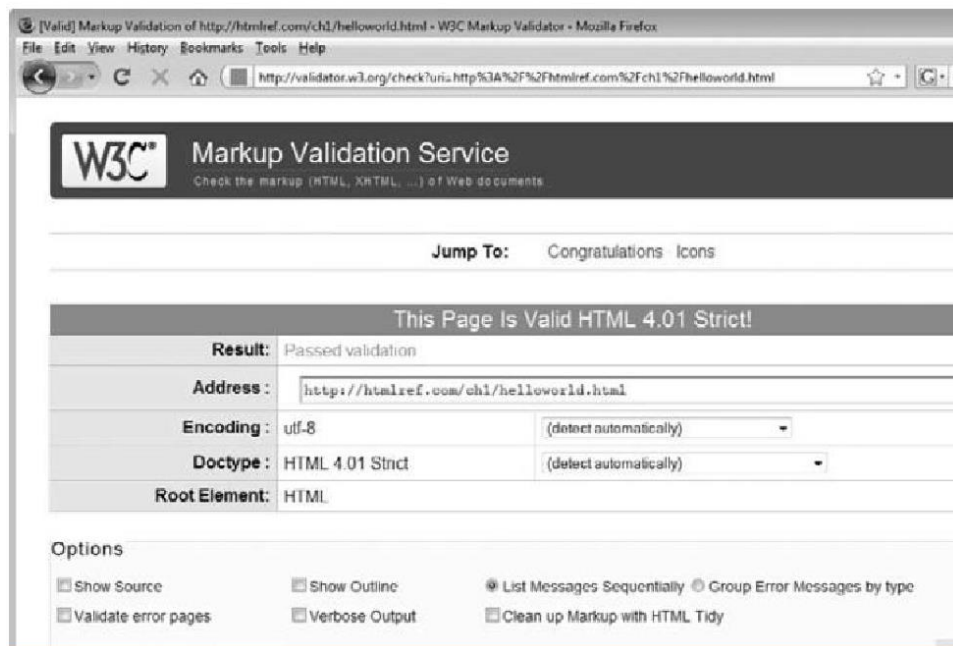 [Valid] Markup Validation of http://htmlref.com/ch1/helloworld.html - W3C Markup Validator - Mozilla Firefox
File Edit View History Bookmarks Tools Help
http://validator.w3.org/check?uri=http%3A%2F%2Fhtmlref.com%2Fch1%2Fhelloworld.html
G
W3C® Markup Validation Service
Check the markup (HTML, XHTML, ...) of Web documents
Jump To: Congratulations Icons
This Page Is Valid HTML 4.01 Strict!
Result: Passed validation
Address : http://htmlref.com/ch1/helloworld.html
Encoding : utf-8 (detect automatically)
Doctype : HTML 4.01 Strict (detect automatically)
Root Element: HTML
Options
Show Source Show Outline List Messages Sequentially Group Error Messages by type
Validate error pages Verbose Output Clean up Markup with HTML Tidy